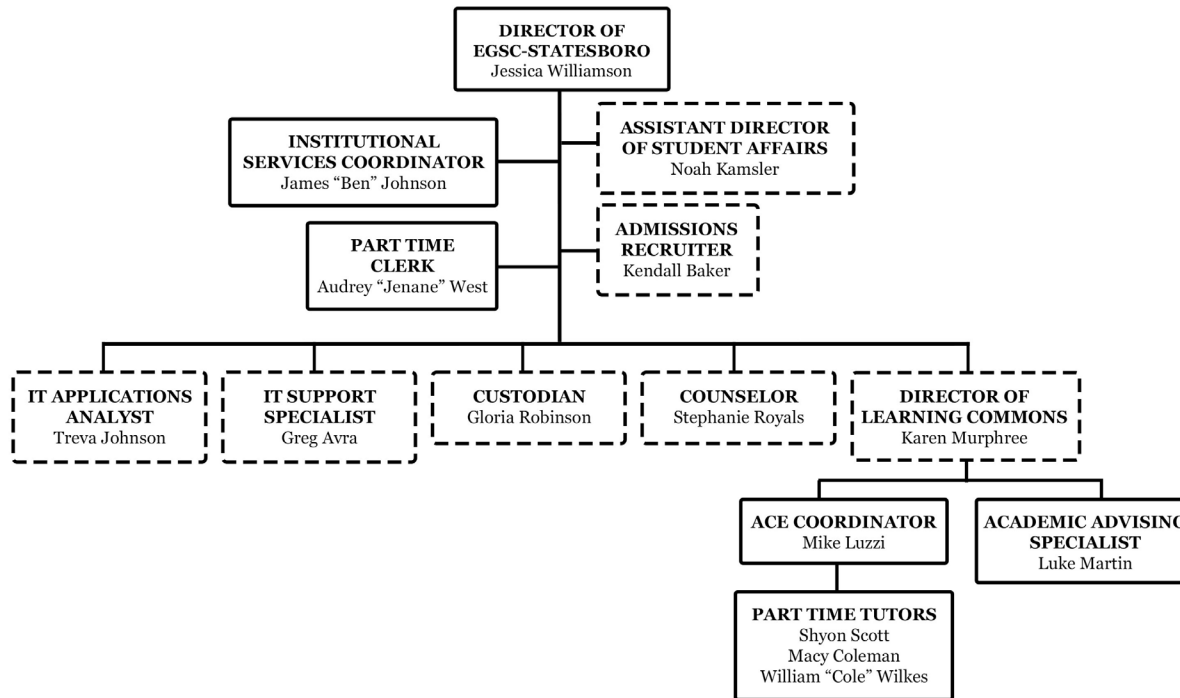 DIRECTOR OF
EGSC-STATESBORO
Jessica Williamson
INSTITUTIONAL
SERVICES COORDINATOR
James “Ben” Johnson
ASSISTANT DIRECTOR
OF STUDENT AFFAIRS
Noah Kamsler
PART TIME
CLERK
Audrey “Jenane” West
ADMISSIONS
RECRUITER
Kendall Baker
IT APPLICATIONS
ANALYST
Treva Johnson
IT SUPPORT
SPECIALIST
Greg Avra
CUSTODIAN
Gloria Robinson
COUNSELOR
Stephanie Royals
DIRECTOR OF
LEARNING COMMONS
Karen Murphree
ACE COORDINATOR
Mike Luzzi
ACADEMIC ADVISING
SPECIALIST
Luke Martin
PART TIME TUTORS
Shyon Scott
Macy Coleman
William “Cole” Wilkes